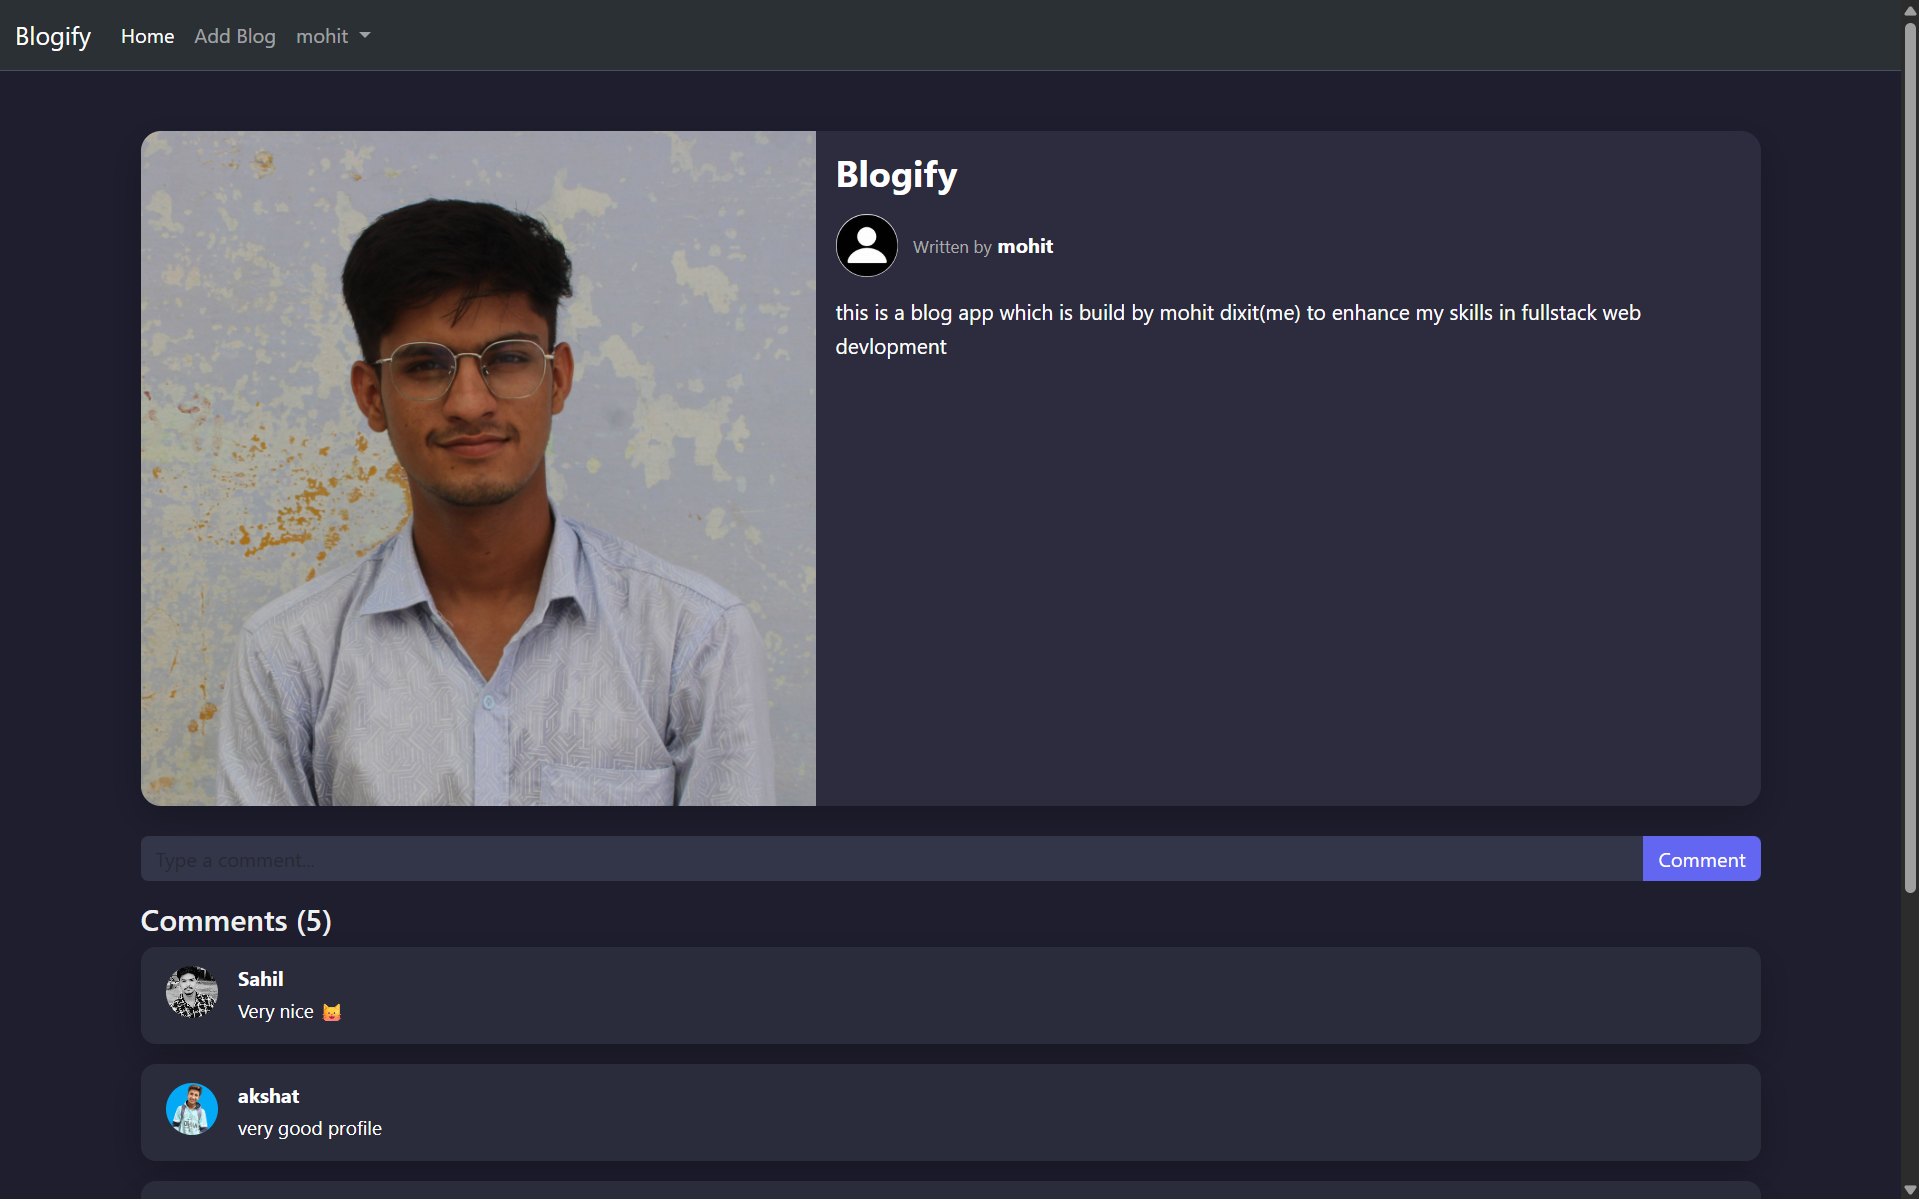 Blogify Home Add Blog mohit
Blogify
Written by mohit
this is a blog app which is build by mohit dixit(me) to enhance my skills in fullstack web
devlopment
Type a comment...
Comment
Comments (5)
Sahil
Very nice 😺
akshat
very good profile